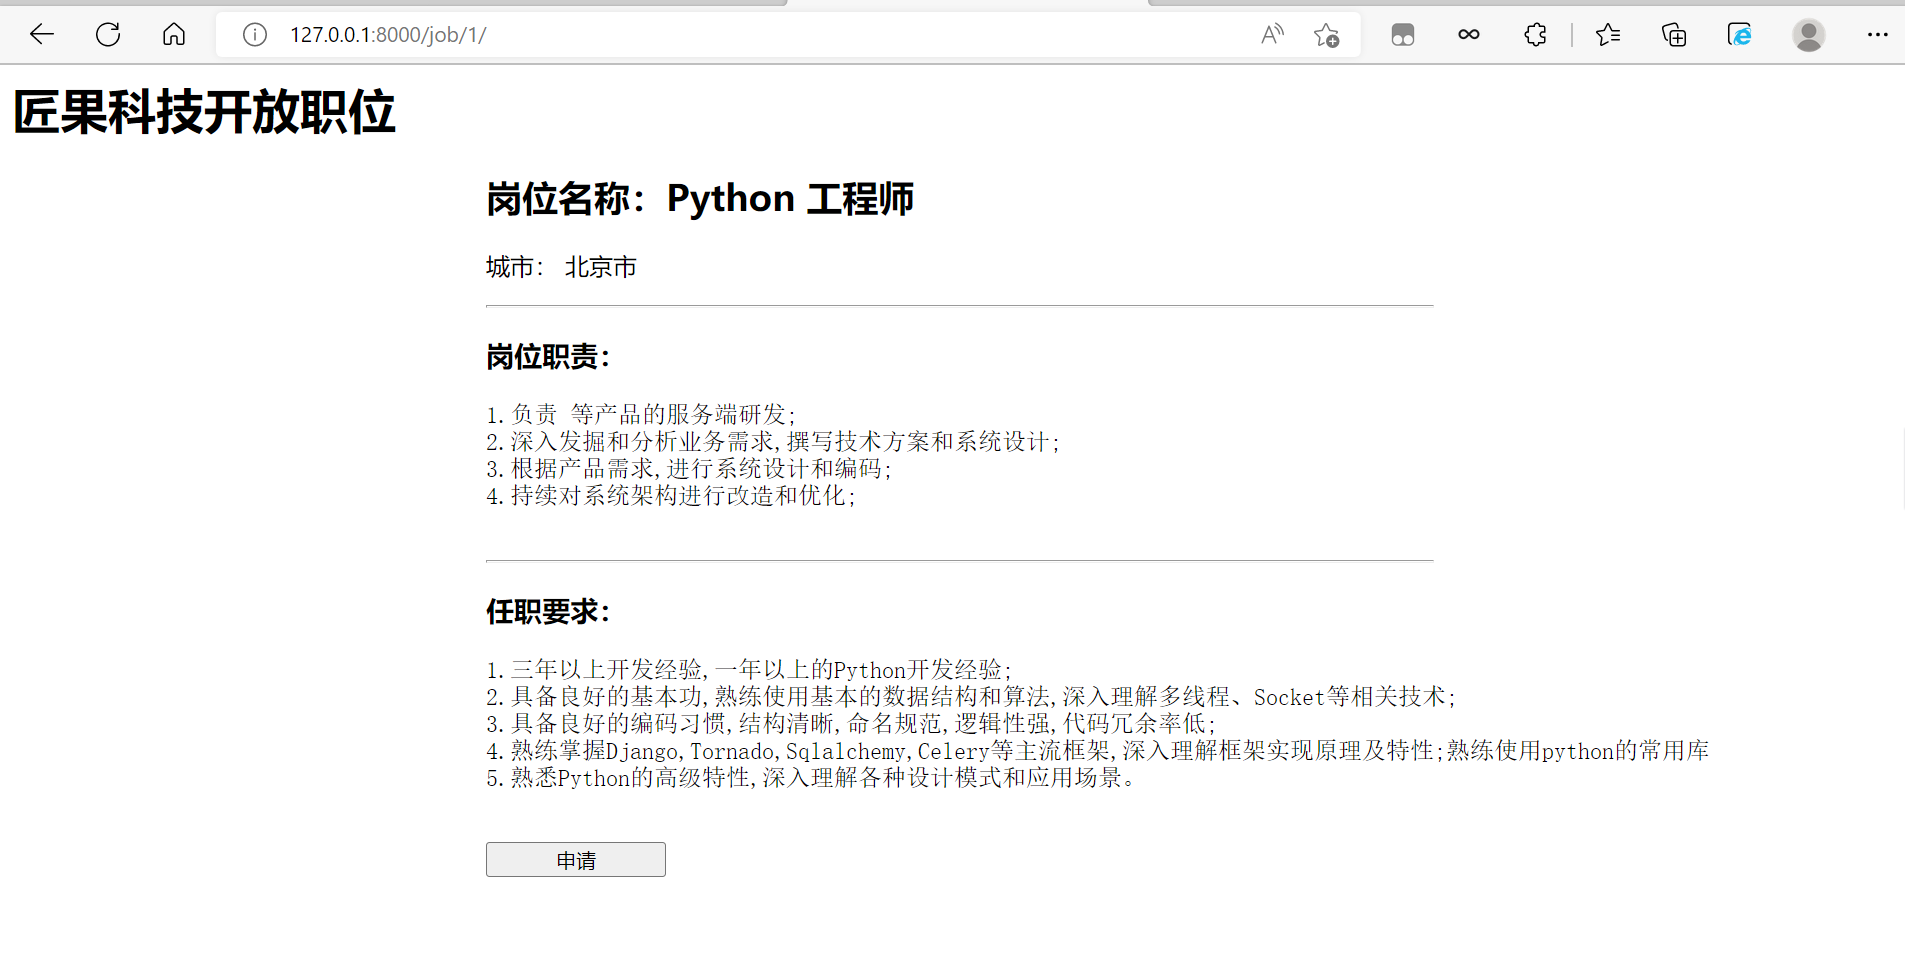 127.0.0.1:8000/job/1/
匠果科技开放职位
岗位名称：Python 工程师
城市： 北京市
岗位职责：
1.负责 等产品的服务端研发;
2.深入发掘和分析业务需求,撰写技术方案和系统设计;
3.根据产品需求,进行系统设计和编码;
4.持续对系统架构进行改造和优化;
任职要求：
1.三年以上开发经验,一年以上的Python开发经验;
2.具备良好的基本功,熟练使用基本的数据结构和算法,深入理解多线程、Socket等相关技术;
3.具备良好的编码习惯,结构清晰,命名规范,逻辑性强,代码冗余率低;
4.熟练掌握Django,Tornado,Sqlalchemy,Celery等主流框架,深入理解框架实现原理及特性;熟练使用python的常用库
5.熟悉Python的高级特性,深入理解各种设计模式和应用场景。
申请